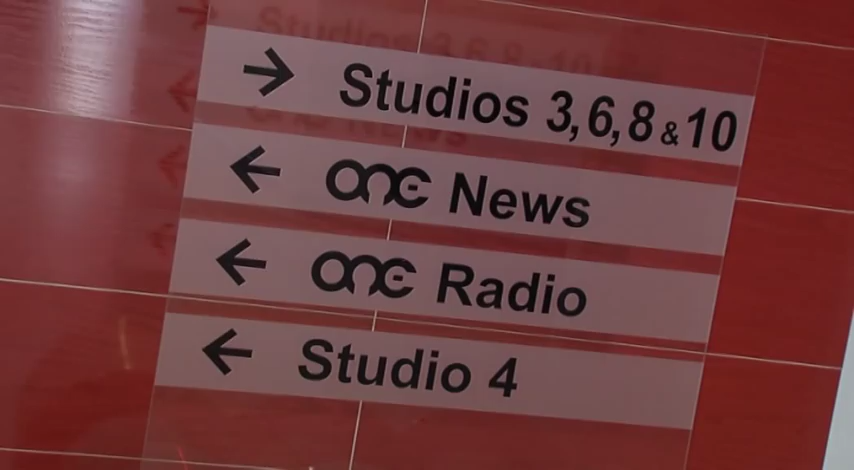 → Studios 3,6,8 & 10
← one News
← one Radio
← Studio 4